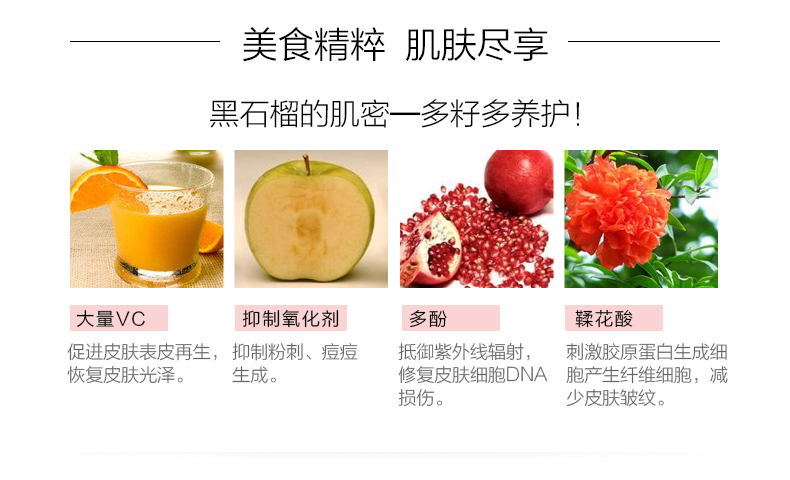 美食精粹 肌肤尽享
黑石榴的肌密—多籽多养护!
大量VC
促进皮肤表皮再生，
恢复皮肤光泽。
抑制氧化剂
抑制粉刺、痘痘
生成。
多酚
抵御紫外线辐射，
修复皮肤细胞DNA
损伤。
鞣花酸
刺激胶原蛋白生成细
胞产生纤维细胞，减
少皮肤皱纹。